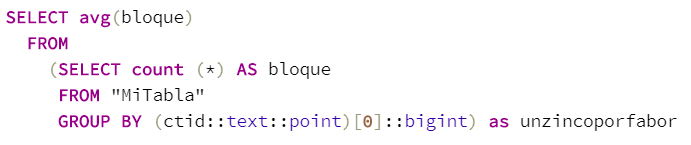 SELECT avg(bloque)
FROM
(SELECT count (*) AS bloque
FROM "MiTabla"
GROUP BY (ctid::text::point)[0]::bigint) as unzincoporfabor